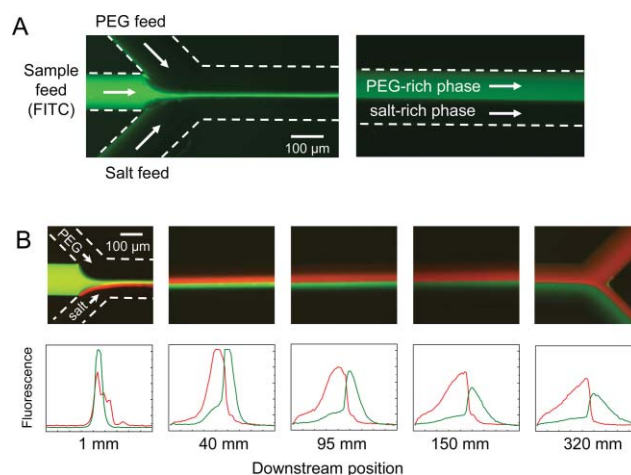 A
PEG feed
Sample
feed
(FITC)
Salt feed
100 µm
PEG-rich phase
salt-rich phase
B
PEG
100 µm
salt
Fluorescence
1 mm
40 mm
95 mm
150 mm
320 mm
Downstream position